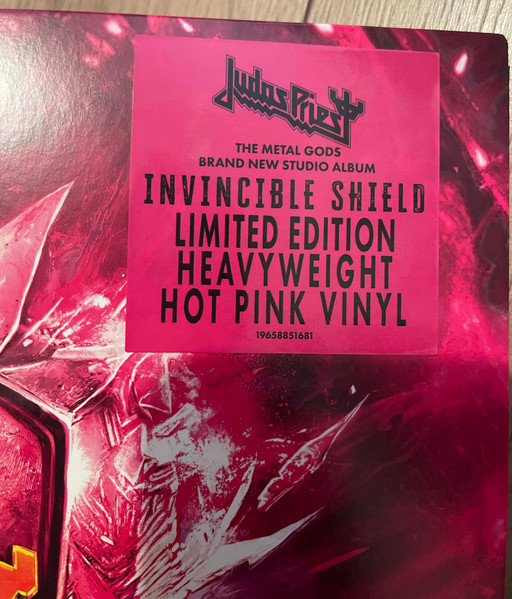 Judas Priest
THE METAL GODS
BRAND NEW STUDIO ALBUM
INVINCIBLE SHIELD
LIMITED EDITION
HEAVYWEIGHT
HOT PINK VINYL
19658851681